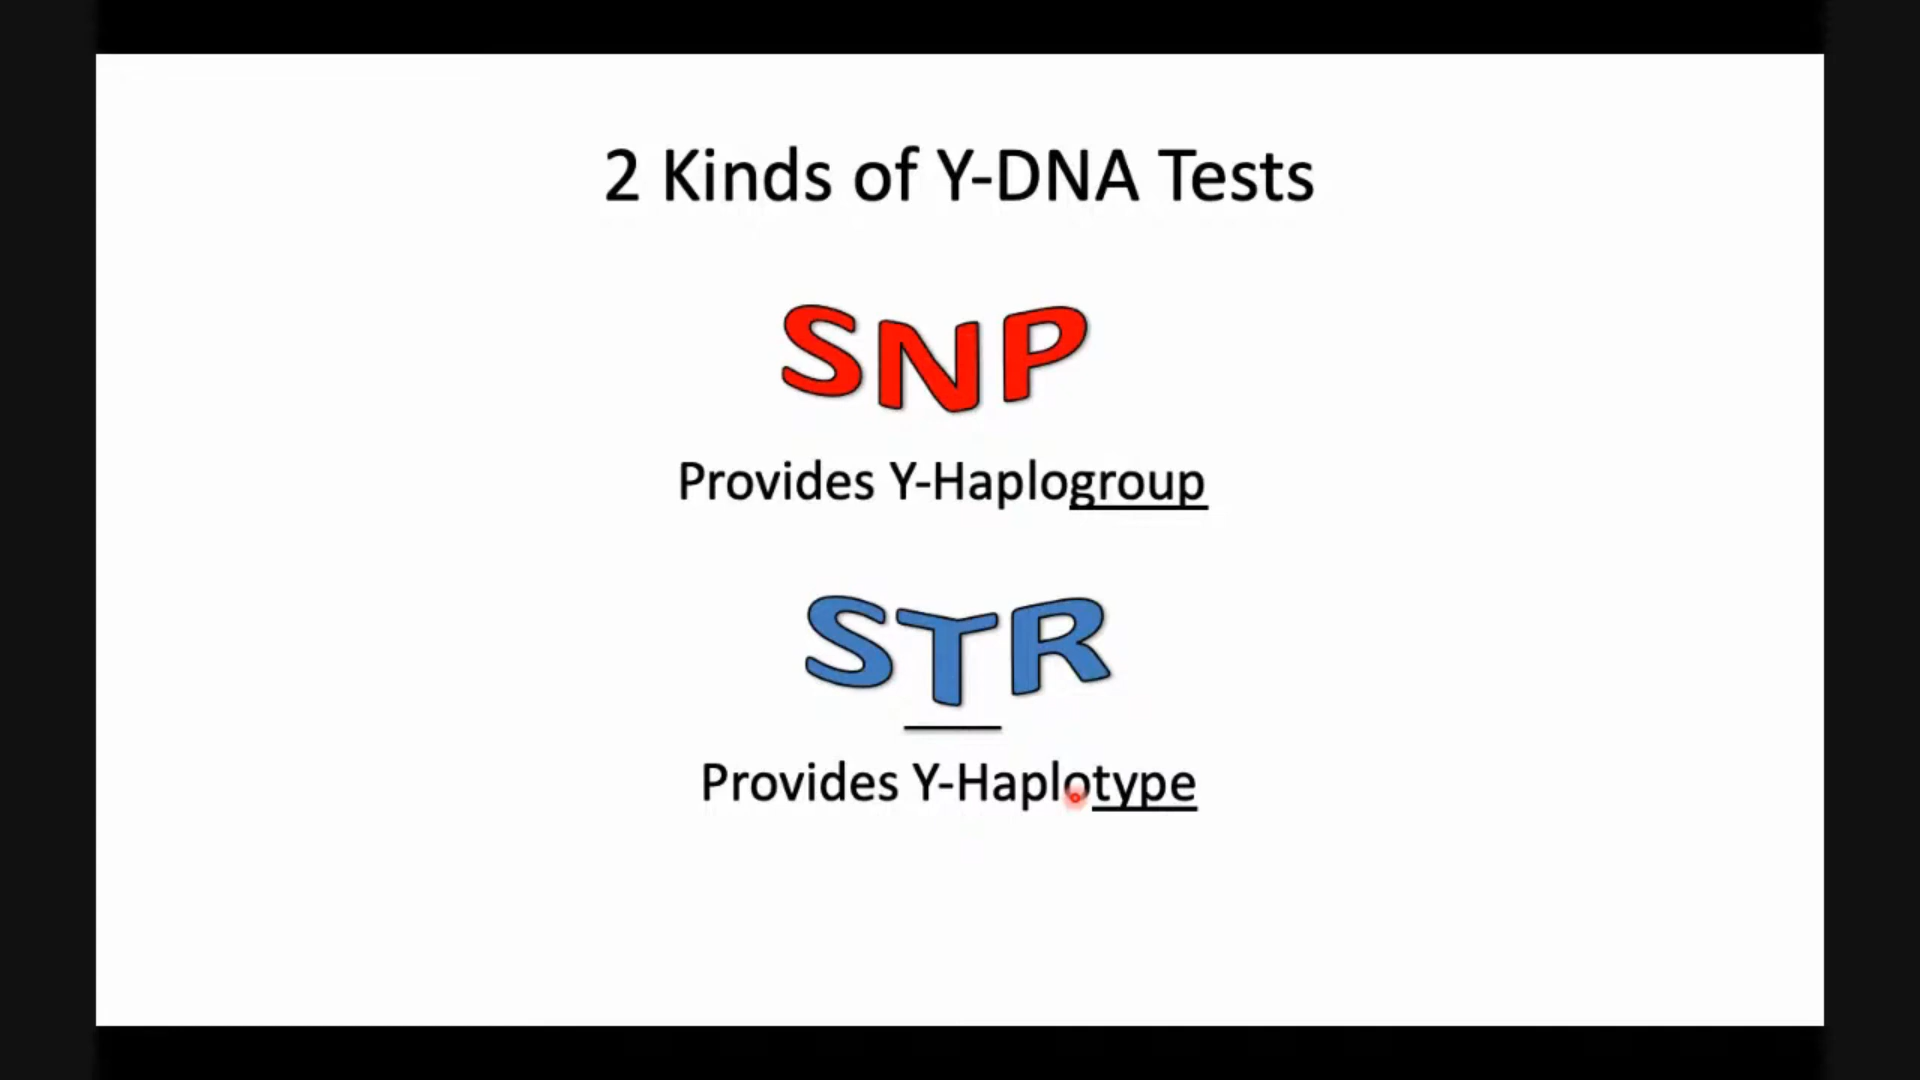 2 Kinds of Y-DNA Tests
SNP
Provides Y-Haplogroup
STR
Provides Y-Haplotype